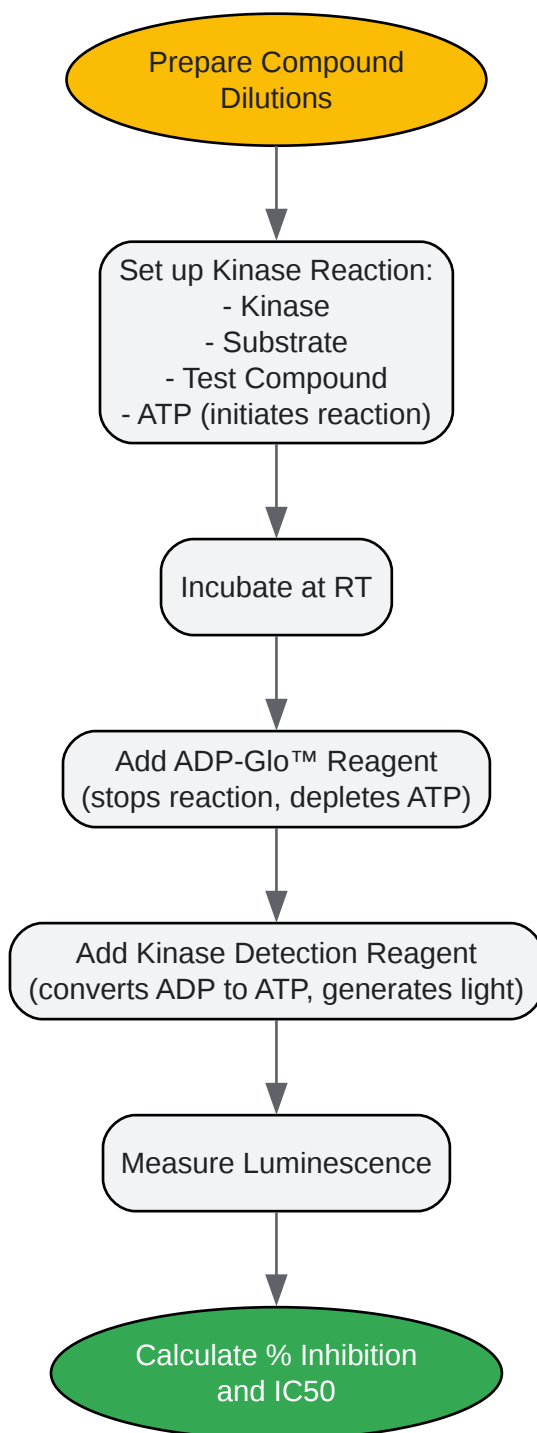 Prepare Compound
Dilutions
Set up Kinase Reaction:
- Kinase
- Substrate
- Test Compound
- ATP (initiates reaction)
Incubate at RT
Add ADP-Glo™ Reagent
(stops reaction, depletes ATP)
Add Kinase Detection Reagent
(converts ADP to ATP, generates light)
Measure Luminescence
Calculate % Inhibition
and IC50